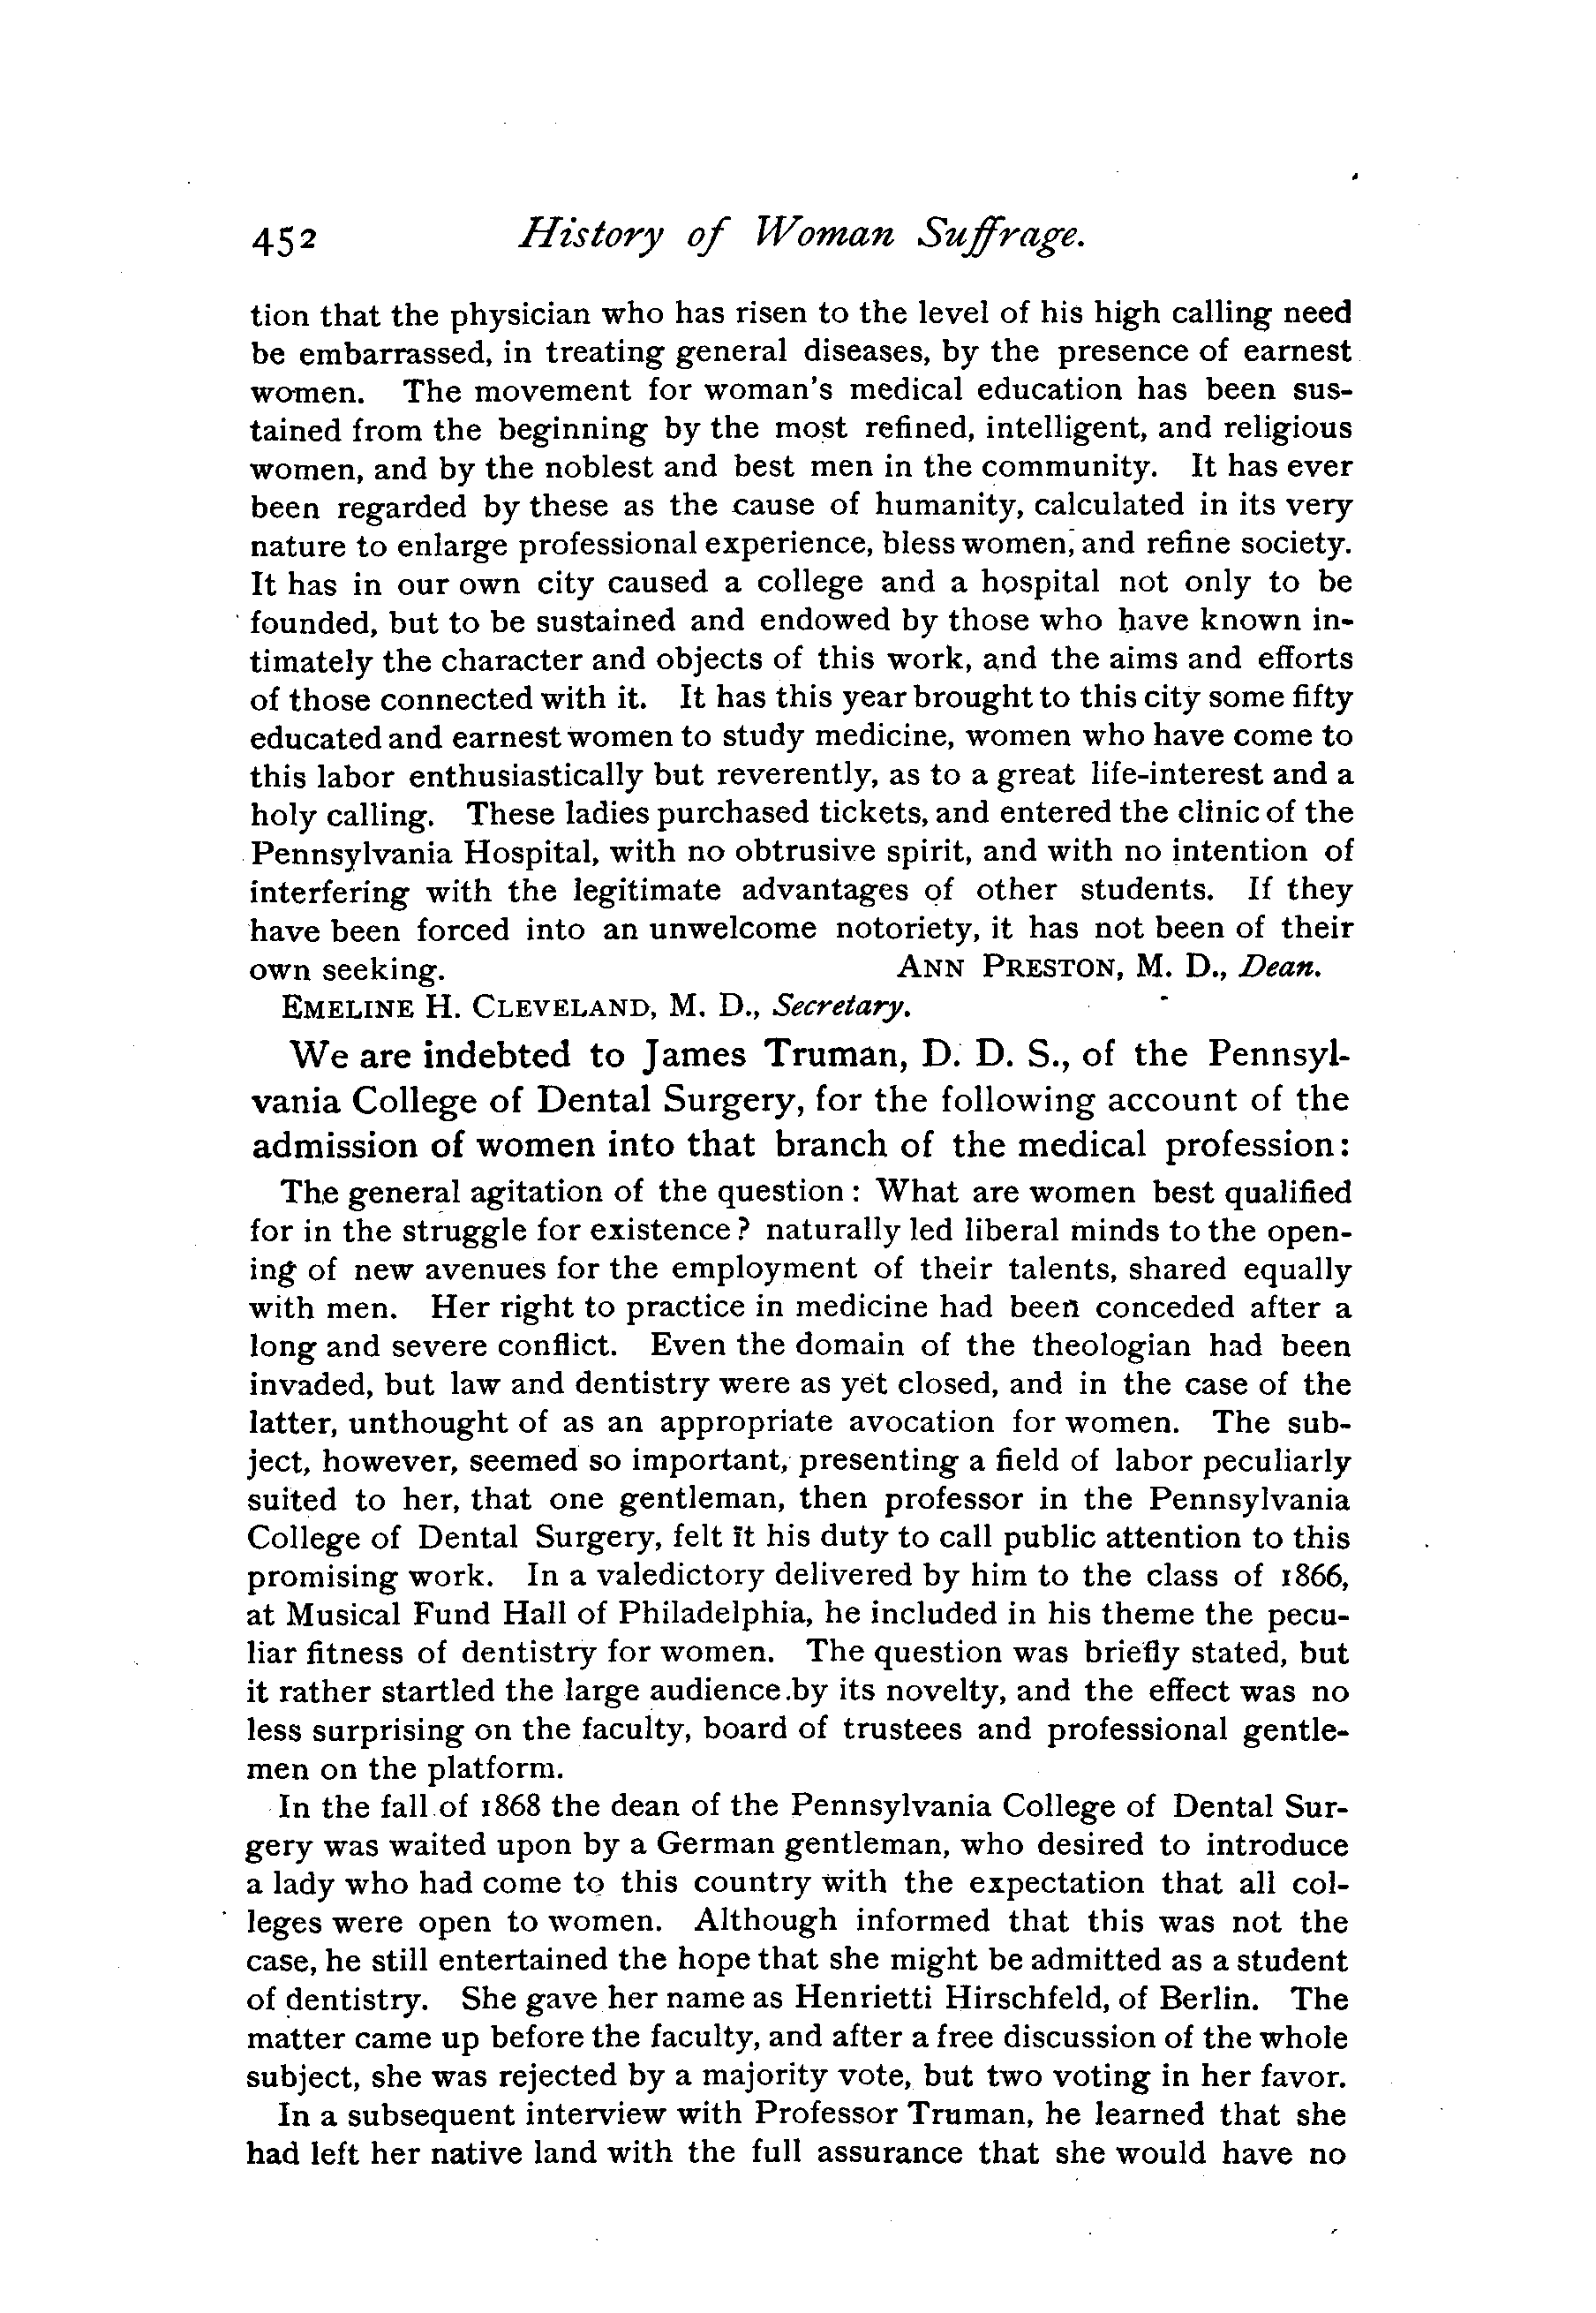 452 History of Woman Suffrage.
tion that the physician who has risen to the level of his high calling need
be embarrassed, in treating general diseases, by the presence of earnest
women. The movement for woman's medical education has been sus-
tained from the beginning by the most refined, intelligent, and religious
women, and by the noblest and best men in the community. It has ever
been regarded by these as the cause of humanity, calculated in its very
nature to enlarge professional experience, bless women, and refine society.
It has in our own city caused a college and a hospital not only to be
founded, but to be sustained and endowed by those who have known in-
timately the character and objects of this work, and the aims and efforts
of those connected with it. It has this year brought to this city some fifty
educated and earnest women to study medicine, women who have come to
this labor enthusiastically but reverently, as to a great life-interest and a
holy calling. These ladies purchased tickets, and entered the clinic of the
Pennsylvania Hospital, with no obtrusive spirit, and with no intention of
interfering with the legitimate advantages of other students. If they
have been forced into an unwelcome notoriety, it has not been of their
own seeking. ANN PRESTON, M. D., Dean.
EMELINE H. CLEVELAND, M. D., Secretary.
We are indebted to James Truman, D. D. S., of the Pennsyl-
vania College of Dental Surgery, for the following account of the
admission of women into that branch of the medical profession:
The general agitation of the question: What are women best qualified
for in the struggle for existence? naturally led liberal minds to the open-
ing of new avenues for the employment of their talents, shared equally
with men. Her right to practice in medicine had been conceded after a
long and severe conflict. Even the domain of the theologian had been
invaded, but law and dentistry were as yet closed, and in the case of the
latter, unthought of as an appropriate avocation for women. The sub-
ject, however, seemed so important, presenting a field of labor peculiarly
suited to her, that one gentleman, then professor in the Pennsylvania
College of Dental Surgery, felt it his duty to call public attention to this
promising work. In a valedictory delivered by him to the class of 1866,
at Musical Fund Hall of Philadelphia, he included in his theme the pecu-
liar fitness of dentistry for women. The question was briefly stated, but
it rather startled the large audience by its novelty, and the effect was no
less surprising on the faculty, board of trustees and professional gentle-
men on the platform.
In the fall of 1868 the dean of the Pennsylvania College of Dental Sur-
gery was waited upon by a German gentleman, who desired to introduce
a lady who had come to this country with the expectation that all col-
leges were open to women. Although informed that this was not the
case, he still entertained the hope that she might be admitted as a student
of dentistry. She gave her name as Henrietti Hirschfeld, of Berlin. The
matter came up before the faculty, and after a free discussion of the whole
subject, she was rejected by a majority vote, but two voting in her favor.
In a subsequent interview with Professor Truman, he learned that she
had left her native land with the full assurance that she would have no